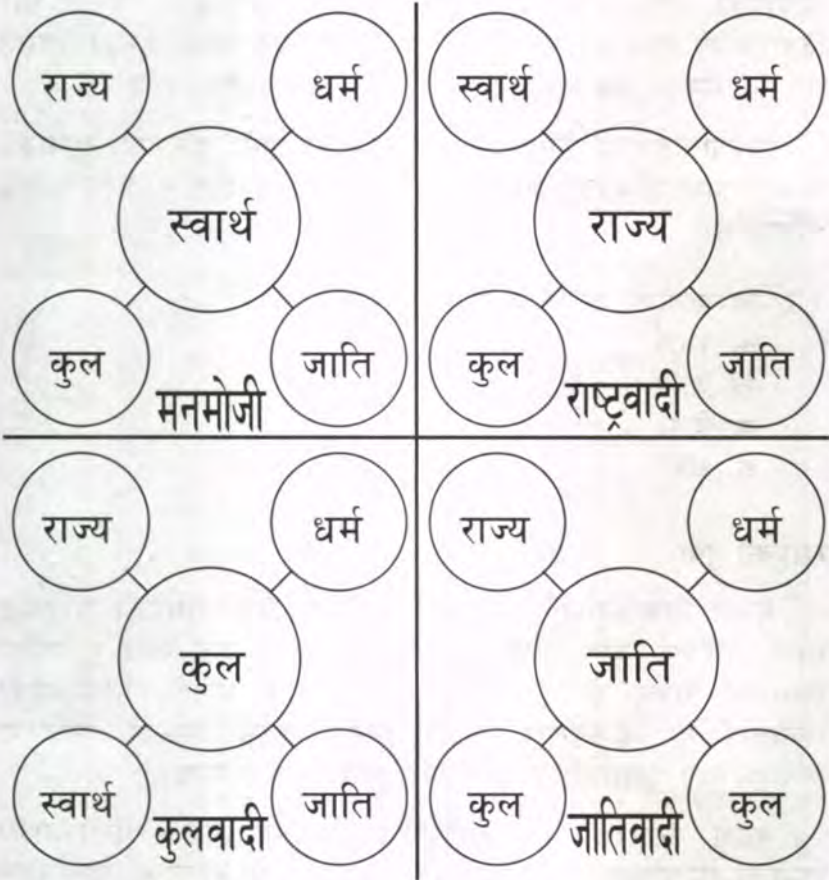 राज्य धर्म
स्वार्थ
कुल जाति
मनमोजी
स्वार्थ धर्म
राज्य
कुल जाति
राष्ट्रवादी
राज्य धर्म
कुल
स्वार्थ जाति
कुलवादी
राज्य धर्म
जाति
कुल कुल
जातिवादी